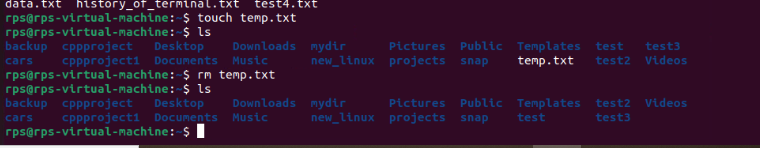 data.txt  history_of_terminal.txt  test4.txt
rps@rps-virtual-machine:~$ touch temp.txt
rps@rps-virtual-machine:~$ ls
backup  cppproject   Desktop    Downloads  mydir      Pictures  Public  Templates  test   test3
cars    cppproject1  Documents  Music      new_linux  projects  snap    temp.txt   test2  Videos
rps@rps-virtual-machine:~$ rm temp.txt
rps@rps-virtual-machine:~$ ls
backup  cppproject   Desktop    Downloads  mydir      Pictures  Public  Templates  test2  Videos
cars    cppproject1  Documents  Music      new_linux  projects  snap    test       test3
rps@rps-virtual-machine:~$